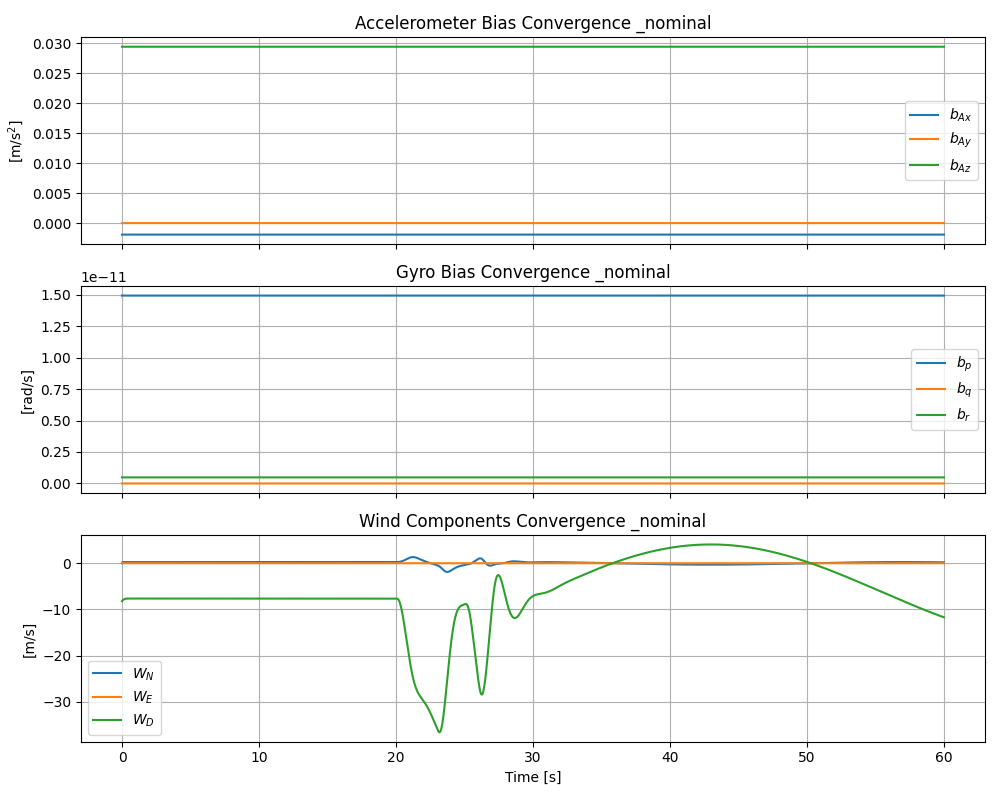 Accelerometer Bias Convergence _nominal
0.030
0.025
0.020
0.015
0.010
0.005
0.000
[m/s²]
b_Ax
b_Ay
b_Az
Gyro Bias Convergence _nominal
1e−11
1.50
1.25
1.00
0.75
0.50
0.25
0.00
[rad/s]
b_p
b_q
b_r
Wind Components Convergence _nominal
0
−10
−20
−30
[m/s]
W_N
W_E
W_D
0 10 20 30 40 50 60
Time [s]